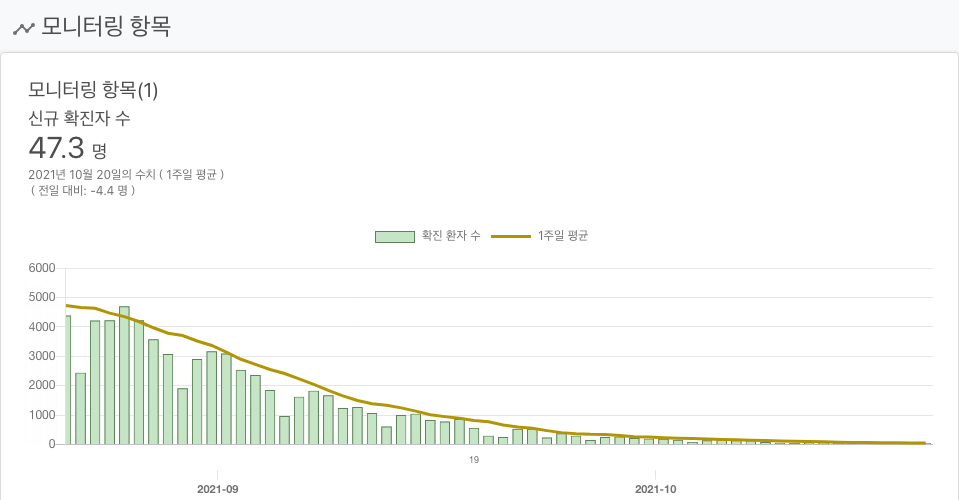 모니터링 항목
모니터링 항목(1)
신규 확진자 수
47.3 명
2021년 10월 20일의 수치 ( 1주일 평균 )
( 전일 대비: -4.4 명 )
확진 환자 수 1주일 평균
6000
5000
4000
3000
2000
1000
0
19
2021-09 2021-10